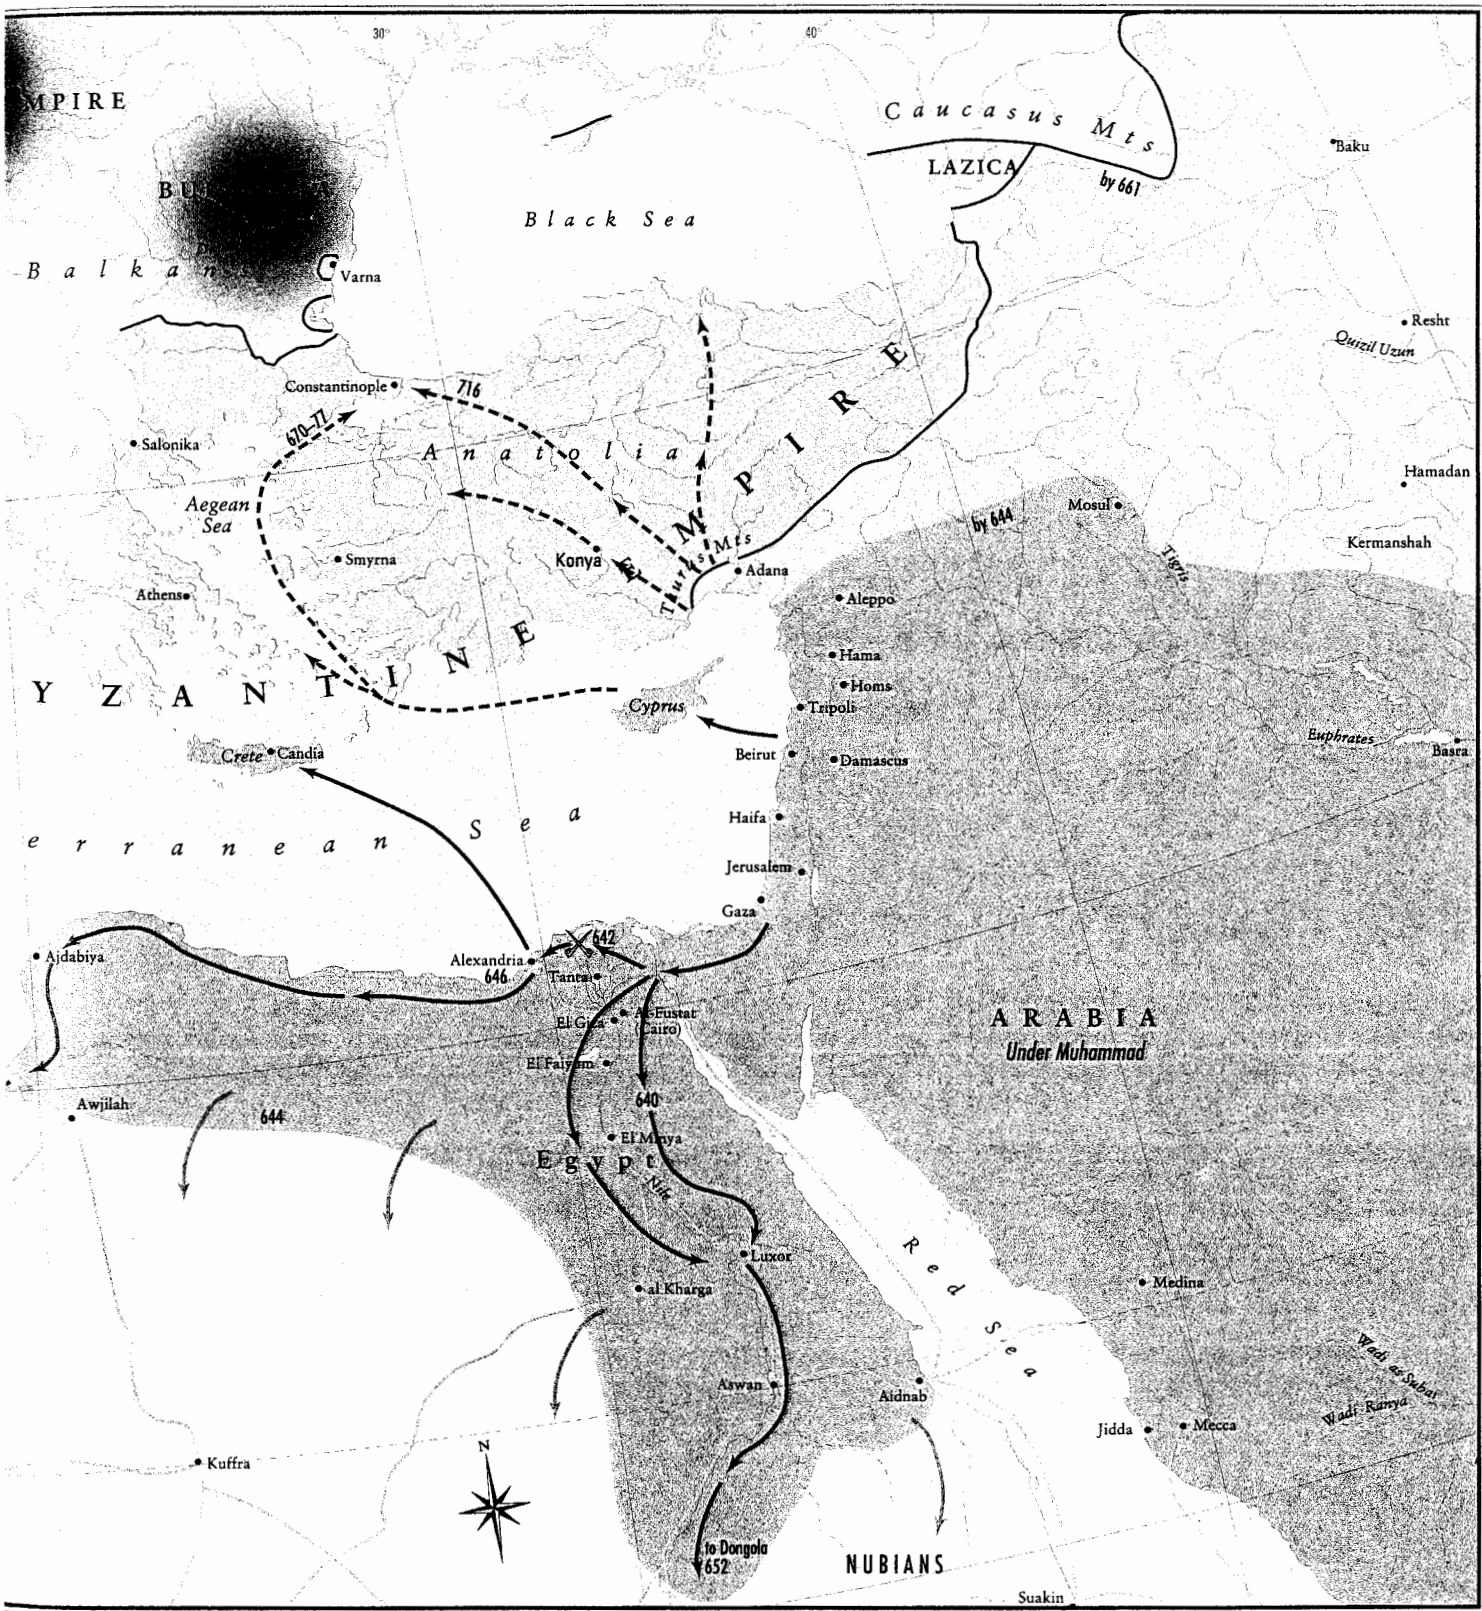 30°
40°
MPIRE
Caucasus Mts
Baku
LAZICA
by 661
Black Sea
Balkans
Varna
Resht
Quizil Uzun
Constantinople
716
670–77
Salonika
Anatolia
Hamadan
Aegean
Sea
Mosul
by 644
Kermanshah
Tigris
Smyrna
Konya
Taurus Mts
Adana
Athens
Aleppo
Hama
Homs
YZANTINE EMPIRE
Cyprus
Tripoli
Crete
Candia
Beirut
Damascus
Euphrates
Basra
Haifa
erranean Sea
Jerusalem
Gaza
642
Ajdabiya
Alexandria
646
Tanta
El Giza
Al-Fustat
(Cairo)
ARABIA
Under Muhammad
El Faiyum
640
Awjilah
644
El Minya
Egypt
Nile
Luxor
Red Sea
al Kharga
Medina
Wadi as Subai
Wadi Ranya
Aswan
Aidnab
Jidda
Mecca
Kuffra
N
to Dongola
652
NUBIANS
Suakin